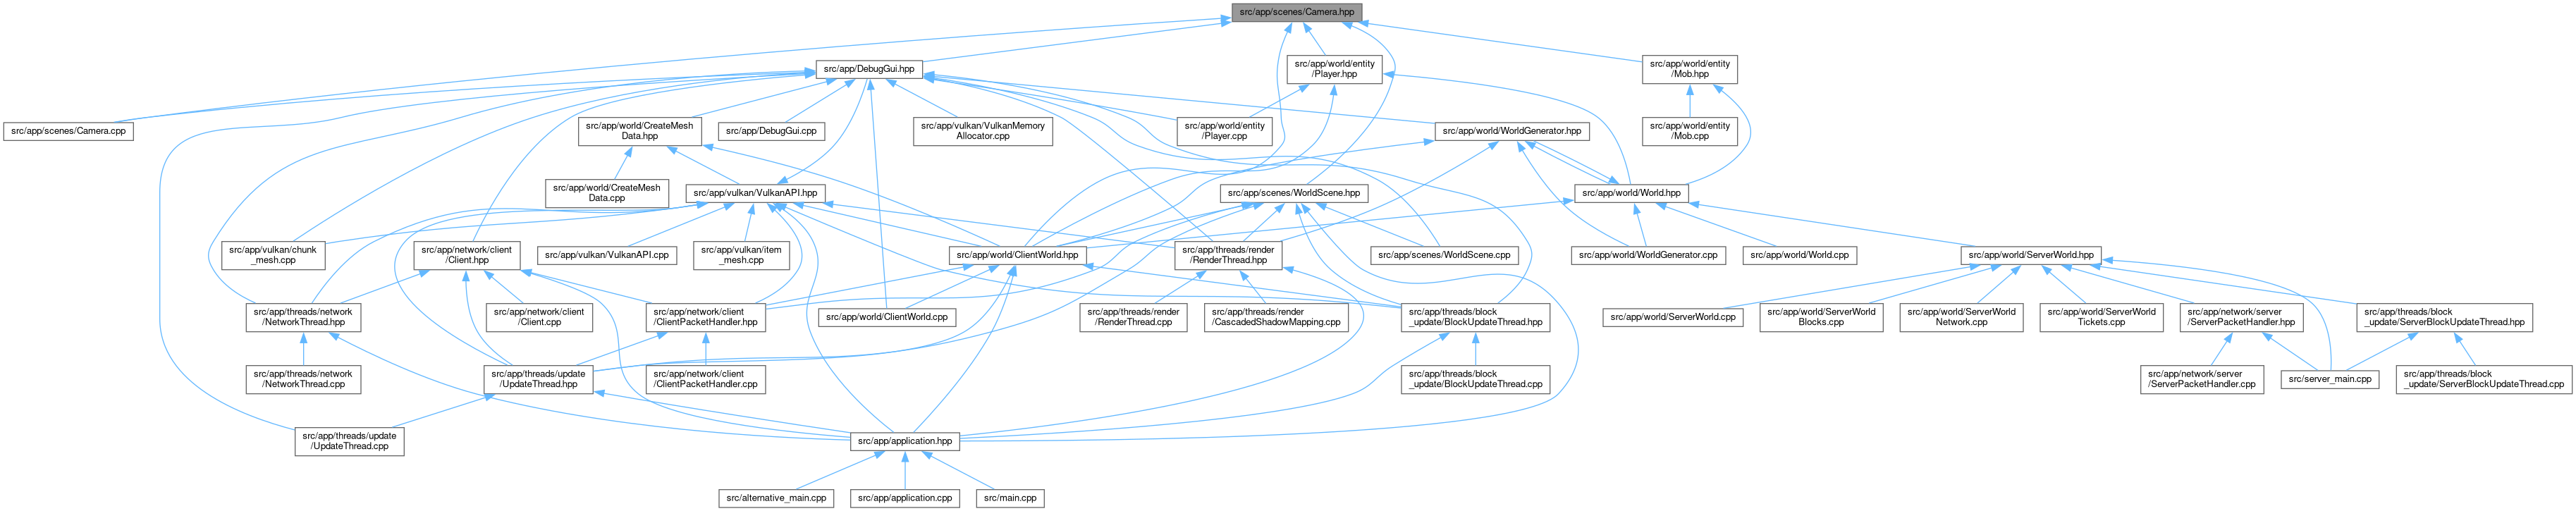 src/app/scenes/Camera.hpp
src/app/DebugGui.hpp
src/app/world/entity
/Player.hpp
src/app/world/entity
/Mob.hpp
src/app/scenes/Camera.cpp
src/app/world/CreateMesh
Data.hpp
src/app/DebugGui.cpp
src/app/vulkan/VulkanMemory
Allocator.cpp
src/app/world/entity
/Player.cpp
src/app/world/WorldGenerator.hpp
src/app/world/entity
/Mob.cpp
src/app/world/CreateMesh
Data.cpp
src/app/vulkan/VulkanAPI.hpp
src/app/scenes/WorldScene.hpp
src/app/world/World.hpp
src/app/vulkan/chunk
_mesh.cpp
src/app/network/client
/Client.hpp
src/app/vulkan/VulkanAPI.cpp
src/app/vulkan/item
_mesh.cpp
src/app/world/ClientWorld.hpp
src/app/threads/render
/RenderThread.hpp
src/app/scenes/WorldScene.cpp
src/app/world/WorldGenerator.cpp
src/app/world/World.cpp
src/app/world/ServerWorld.hpp
src/app/threads/network
/NetworkThread.hpp
src/app/network/client
/Client.cpp
src/app/network/client
/ClientPacketHandler.hpp
src/app/world/ClientWorld.cpp
src/app/threads/render
/RenderThread.cpp
src/app/threads/render
/CascadedShadowMapping.cpp
src/app/threads/block
_update/BlockUpdateThread.hpp
src/app/world/ServerWorld.cpp
src/app/world/ServerWorld
Blocks.cpp
src/app/world/ServerWorld
Network.cpp
src/app/world/ServerWorld
Tickets.cpp
src/app/network/server
/ServerPacketHandler.hpp
src/app/threads/block
_update/ServerBlockUpdateThread.hpp
src/app/threads/network
/NetworkThread.cpp
src/app/threads/update
/UpdateThread.hpp
src/app/network/client
/ClientPacketHandler.cpp
src/app/threads/block
_update/BlockUpdateThread.cpp
src/app/network/server
/ServerPacketHandler.cpp
src/server_main.cpp
src/app/threads/block
_update/ServerBlockUpdateThread.cpp
src/app/threads/update
/UpdateThread.cpp
src/app/application.hpp
src/alternative_main.cpp
src/app/application.cpp
src/main.cpp